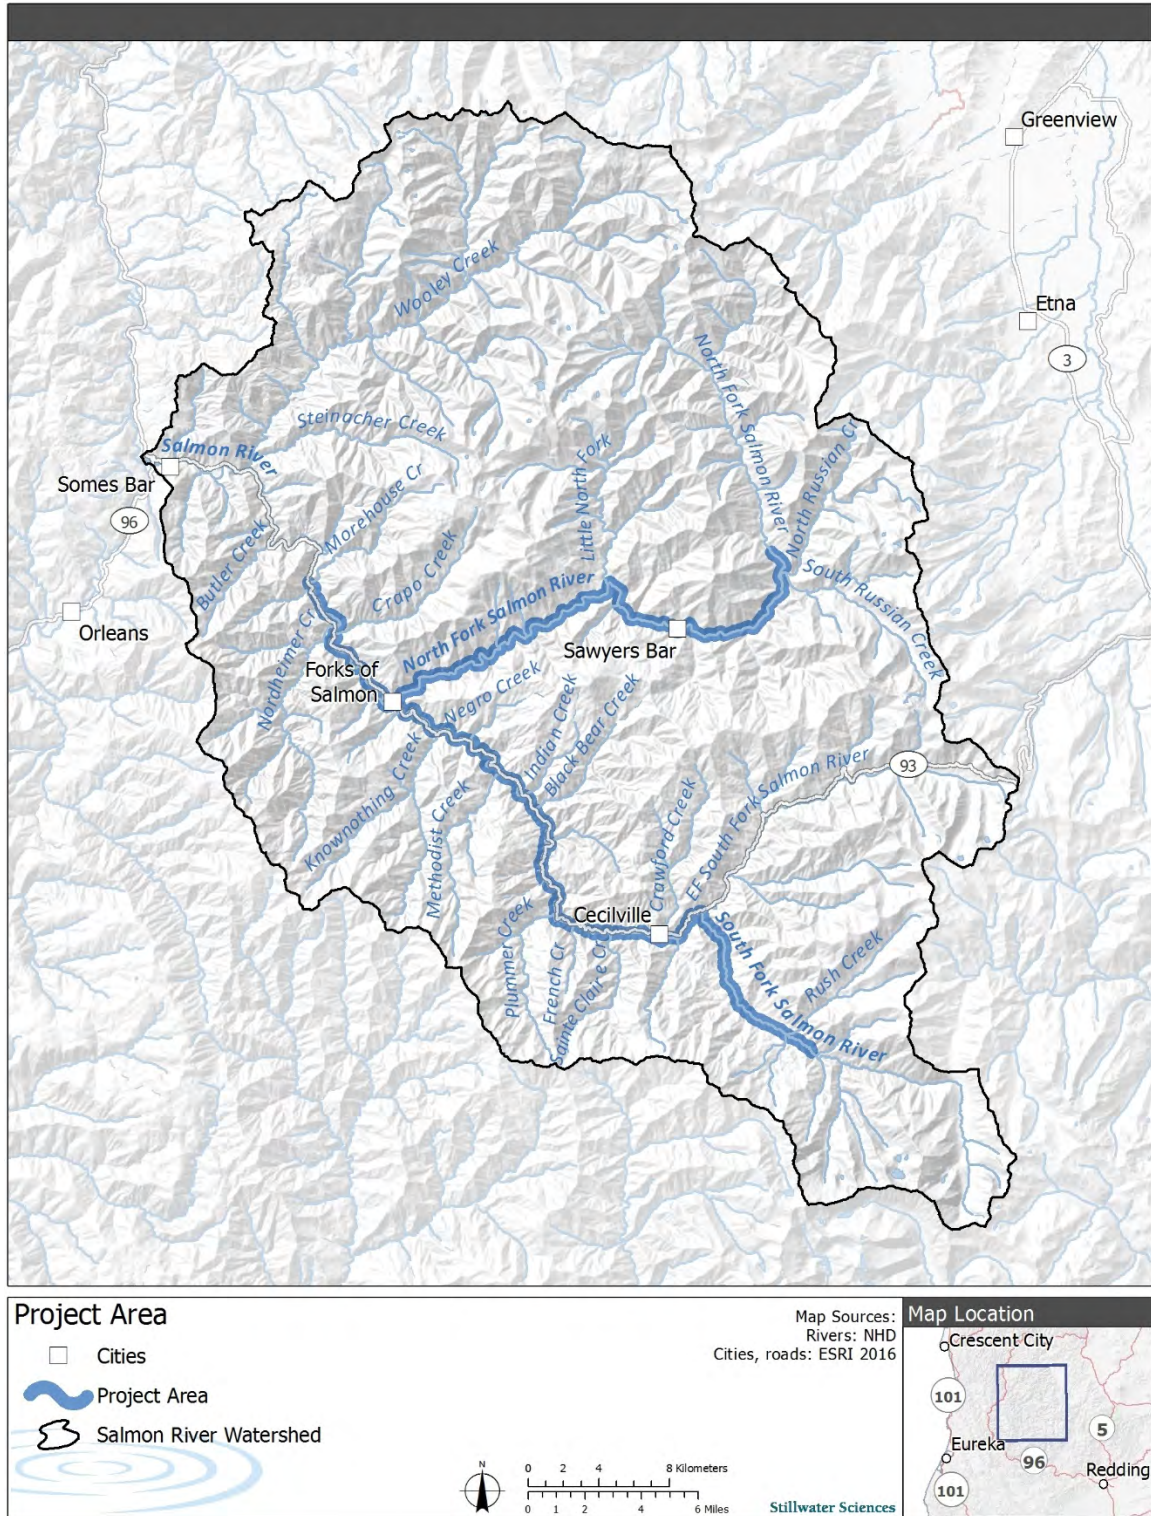 Greenview
Etna
3
Wooley Creek
North Fork Salmon River
Steinacher Creek
Salmon River
Somes Bar
96
Morehouse Cr
Little North Fork
North Russian Cr
Butler Creek
Crapo Creek
South Russian Creek
Orleans
North Fork Salmon River
Nordheimer Cr
Sawyers Bar
Forks of
Salmon
Negro Creek
Indian Creek
Black Bear Creek
93
Knownothing Creek
Methodist Creek
Crawford Creek
EF South Fork Salmon River
Cecilville
Plummer Creek
French Cr
Sainte Claire Cr
South Fork Salmon River
Rush Creek
Project Area
Cities
Project Area
Salmon River Watershed
Map Sources:
Rivers: NHD
Cities, roads: ESRI 2016
N
0 2 4 8 Kilometers
0 1 2 4 6 Miles
Stillwater Sciences
Map Location
Crescent City
101
5
Eureka
96
Redding
101